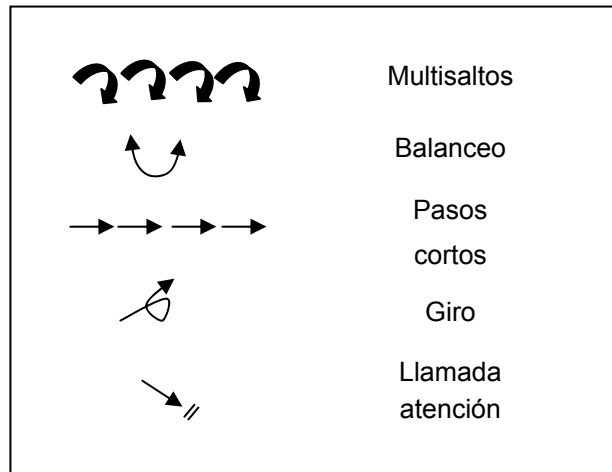 Multisaltos
Balanceo
Pasos
cortos
Giro
Llamada
atención